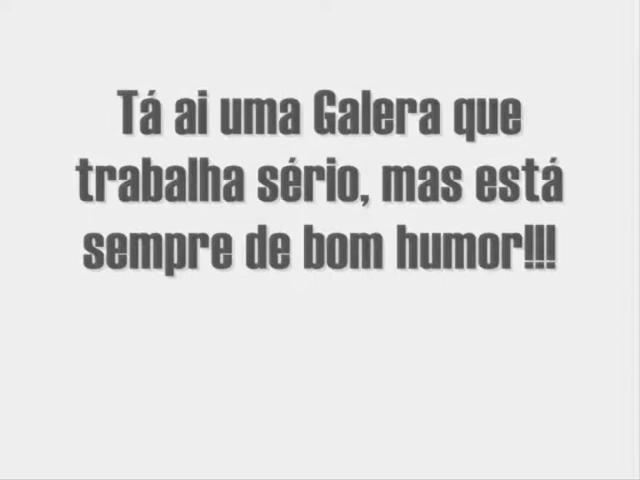 Tá ai uma Galera que
trabalha sério, mas está
sempre de bom humor!!!